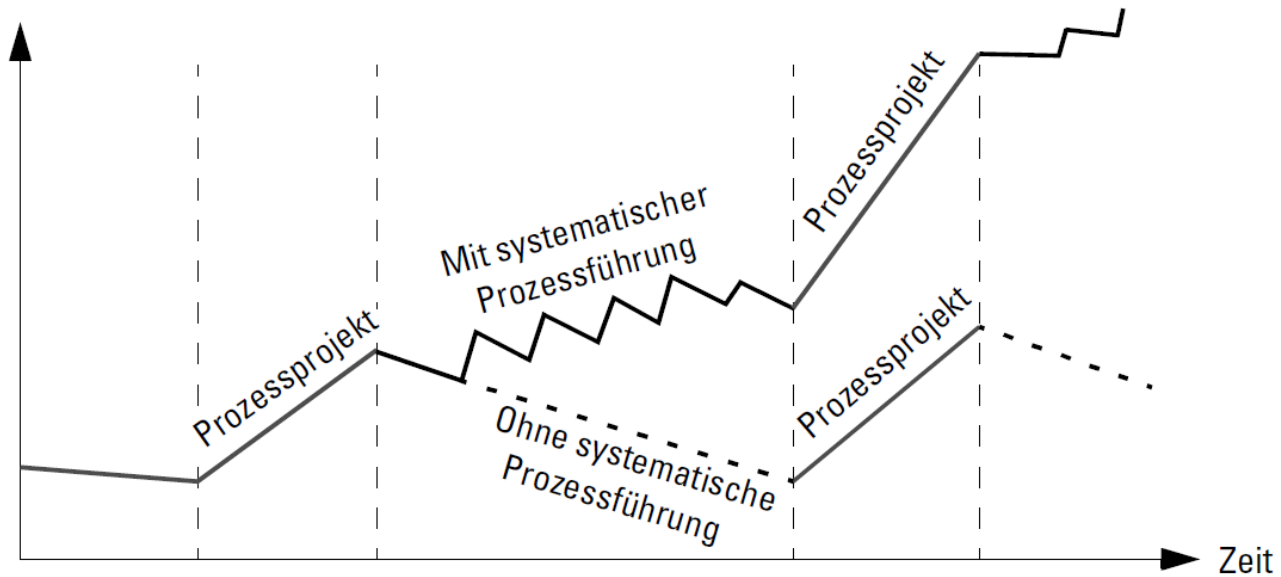 Prozessprojekt
Mit systematischer
Prozessführung
Prozessprojekt
Prozessprojekt
Ohne systematische
Prozessführung
Zeit